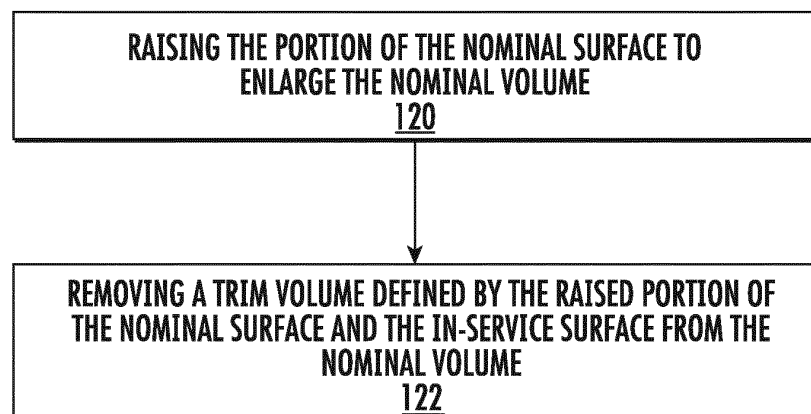 RAISING THE PORTION OF THE NOMINAL SURFACE TO
ENLARGE THE NOMINAL VOLUME
120
REMOVING A TRIM VOLUME DEFINED BY THE RAISED PORTION OF
THE NOMINAL SURFACE AND THE IN-SERVICE SURFACE FROM THE
NOMINAL VOLUME
122